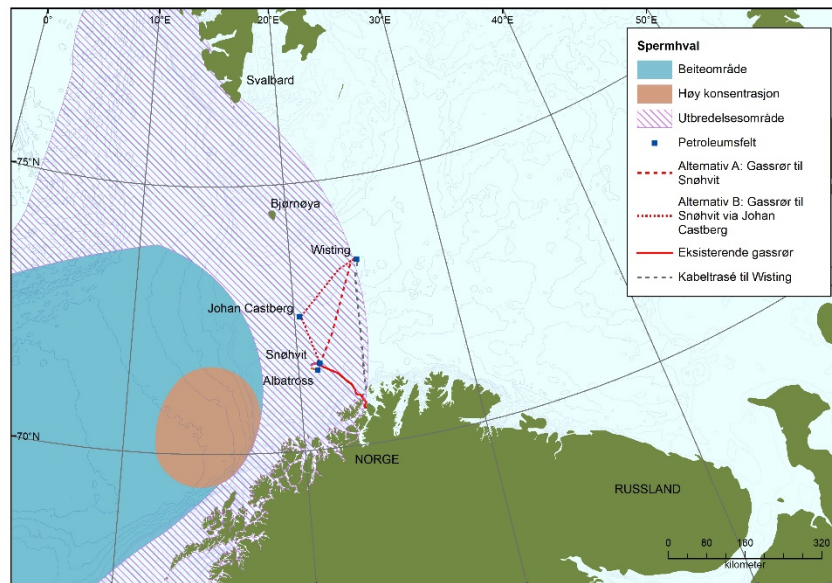 0°
10°E
20°E
30°E
40°E
50°E
Svalbard
75°N
Bjørnøya
Wisting
Johan Castberg
Snøhvit
Albatross
70°N
NORGE
RUSSLAND
Spermhval
Beiteområde
Høy konsentrasjon
Utbredelsesområde
Petroleumsfelt
Alternativ A: Gassrør til
Snøhvit
Alternativ B: Gassrør til
Snøhvit via Johan
Castberg
Eksisterende gassrør
Kabeltrasé til Wisting
0 80 160 320
kilometer